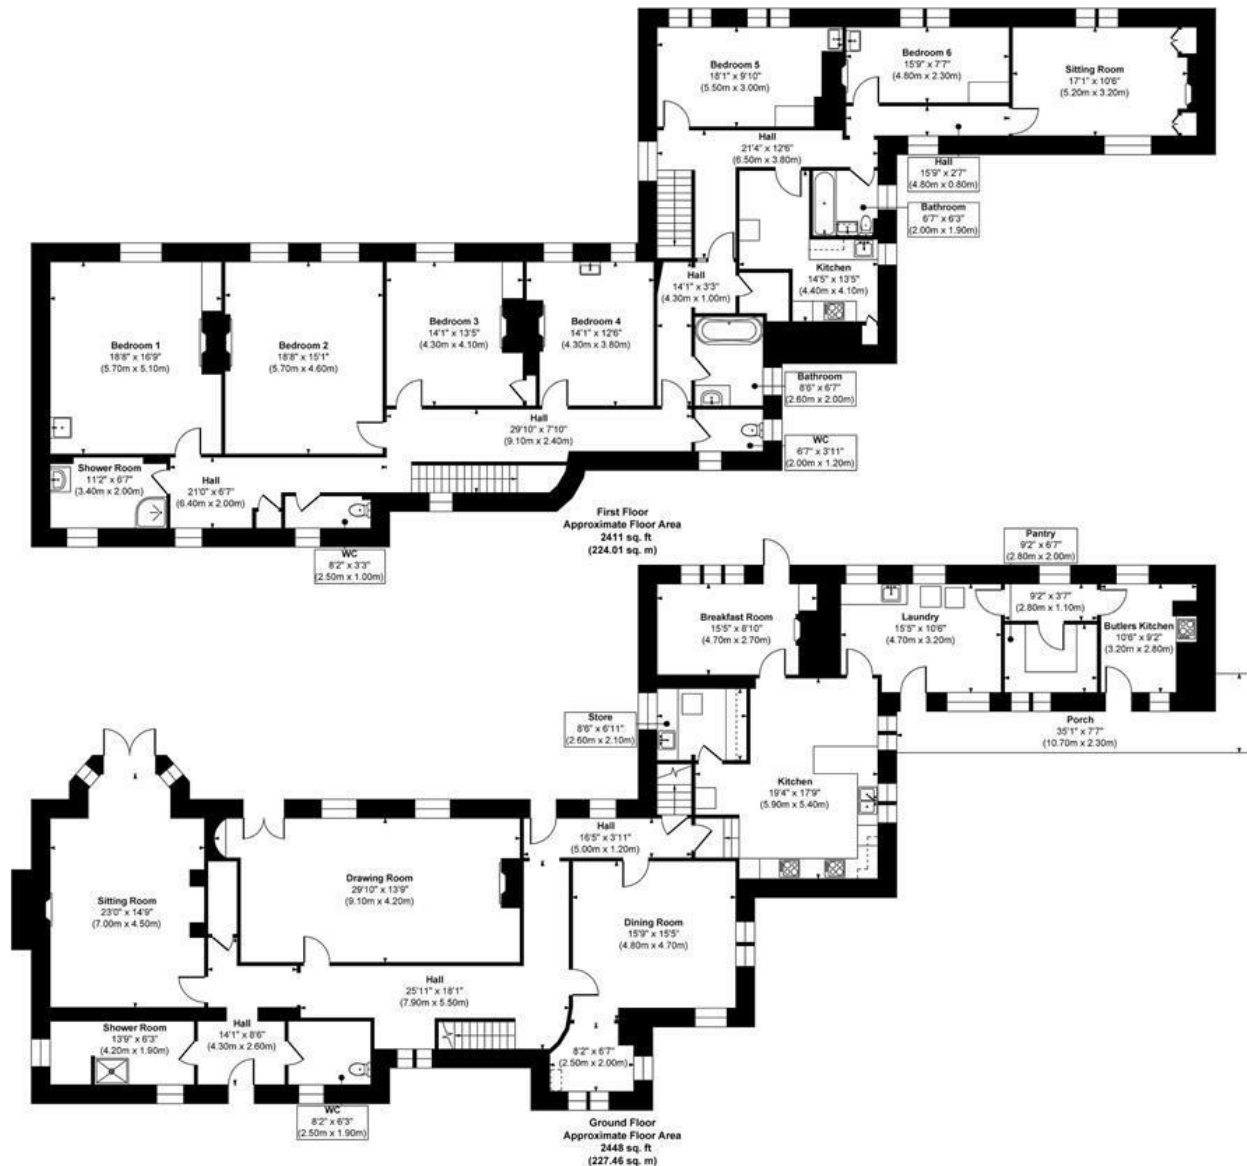 Bedroom 5
18'1" x 9'10"
(5.50m x 3.00m)
Bedroom 6
15'9" x 7'7"
(4.80m x 2.30m)
Sitting Room
17'1" x 10'6"
(5.20m x 3.20m)
Hall
21'4" x 12'6"
(6.50m x 3.80m)
Hall
15'9" x 2'7"
(4.80m x 0.80m)
Bathroom
6'7" x 6'3"
(2.00m x 1.90m)
Kitchen
14'5" x 13'5"
(4.40m x 4.10m)
Hall
14'1" x 3'3"
(4.30m x 1.00m)
Bedroom 1
18'8" x 16'9"
(5.70m x 5.10m)
Bedroom 2
18'8" x 15'1"
(5.70m x 4.60m)
Bedroom 3
14'1" x 13'5"
(4.30m x 4.10m)
Bedroom 4
14'1" x 12'6"
(4.30m x 3.80m)
Bathroom
8'6" x 6'7"
(2.60m x 2.00m)
Hall
29'10" x 7'10"
(9.10m x 2.40m)
WC
6'7" x 3'11"
(2.00m x 1.20m)
Shower Room
11'2" x 6'7"
(3.40m x 2.00m)
Hall
21'0" x 6'7"
(6.40m x 2.00m)
WC
8'2" x 3'3"
(2.50m x 1.00m)
First Floor
Approximate Floor Area
2411 sq. ft
(224.01 sq. m)
Pantry
9'2" x 6'7"
(2.80m x 2.00m)
Breakfast Room
15'5" x 8'10"
(4.70m x 2.70m)
Laundry
15'5" x 10'6"
(4.70m x 3.20m)
9'2" x 3'7"
(2.80m x 1.10m)
Butlers Kitchen
10'6" x 9'2"
(3.20m x 2.80m)
Store
8'6" x 6'11"
(2.60m x 2.10m)
Porch
35'1" x 7'7"
(10.70m x 2.30m)
Kitchen
19'4" x 17'9"
(5.90m x 5.40m)
Hall
16'5" x 3'11"
(5.00m x 1.20m)
Sitting Room
23'0" x 14'9"
(7.00m x 4.50m)
Drawing Room
29'10" x 13'9"
(9.10m x 4.20m)
Dining Room
15'9" x 15'5"
(4.80m x 4.70m)
Hall
25'11" x 18'1"
(7.90m x 5.50m)
Shower Room
13'9" x 6'3"
(4.20m x 1.90m)
Hall
14'1" x 8'6"
(4.30m x 2.60m)
8'2" x 6'7"
(2.50m x 2.00m)
WC
8'2" x 6'3"
(2.50m x 1.90m)
Ground Floor
Approximate Floor Area
2448 sq. ft
(227.46 sq. m)